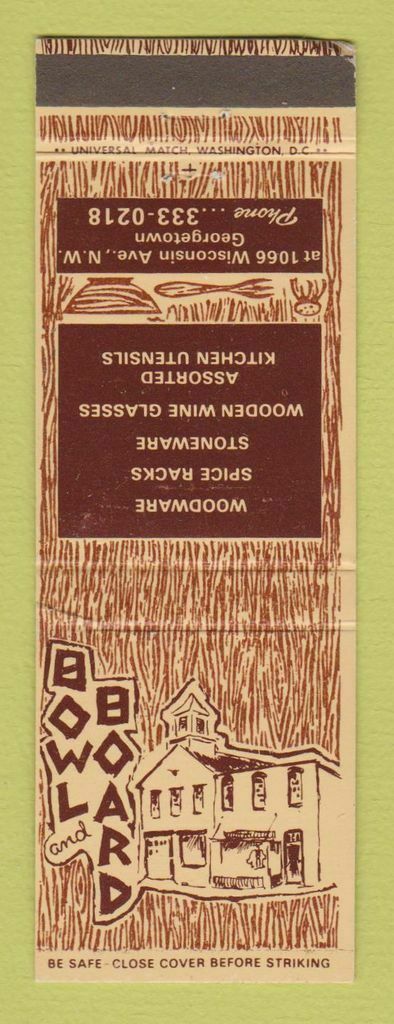 •• UNIVERSAL MATCH, WASHINGTON, D.C. ••
WOODWARE
SPICE RACKS
STONEWARE
WOODEN WINE GLASSES
ASSORTED
KITCHEN UTENSILS
at 1066 Wisconsin Ave., N.W.
Georgetown
Phone ... 333-0218
BOWL
and
BOARD
BE SAFE - CLOSE COVER BEFORE STRIKING